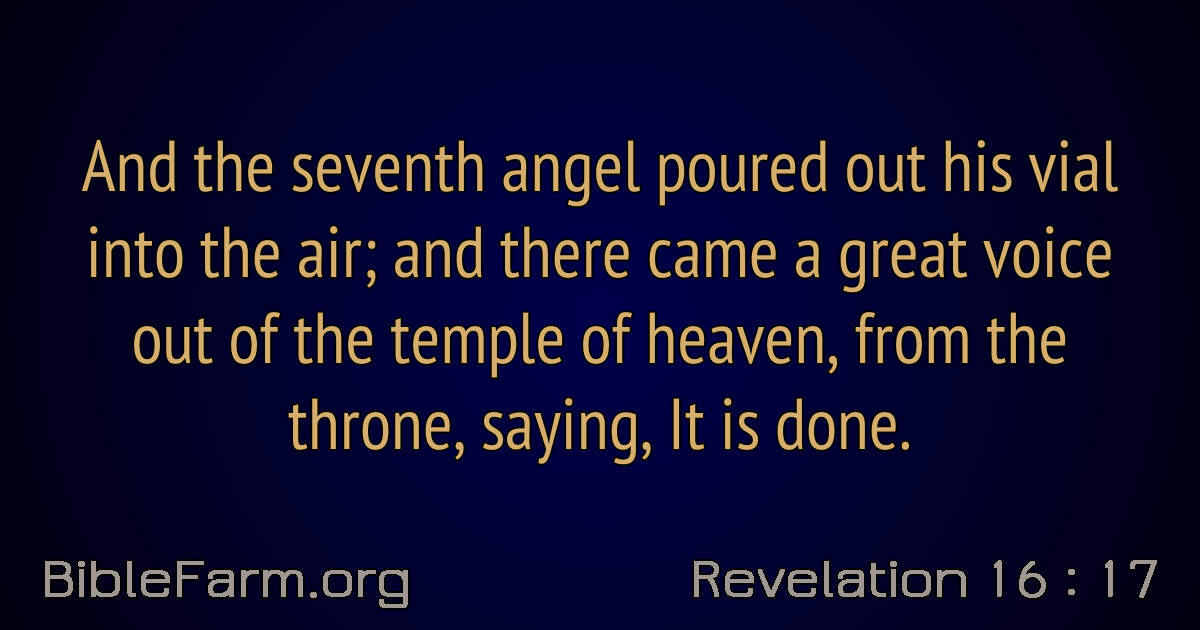 And the seventh angel poured out his vial
into the air; and there came a great voice
out of the temple of heaven, from the
throne, saying, It is done.
BibleFarm.org
Revelation 16 : 17